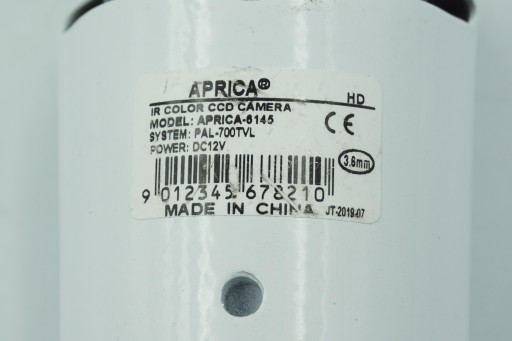 APRICA®
HD
IR COLOR CCD CAMERA
MODEL: APRICA-6145
SYSTEM: PAL-700TVL
POWER: DC12V
CE
3.6mm
9 012345 678210
MADE IN CHINA
JT-2019-07